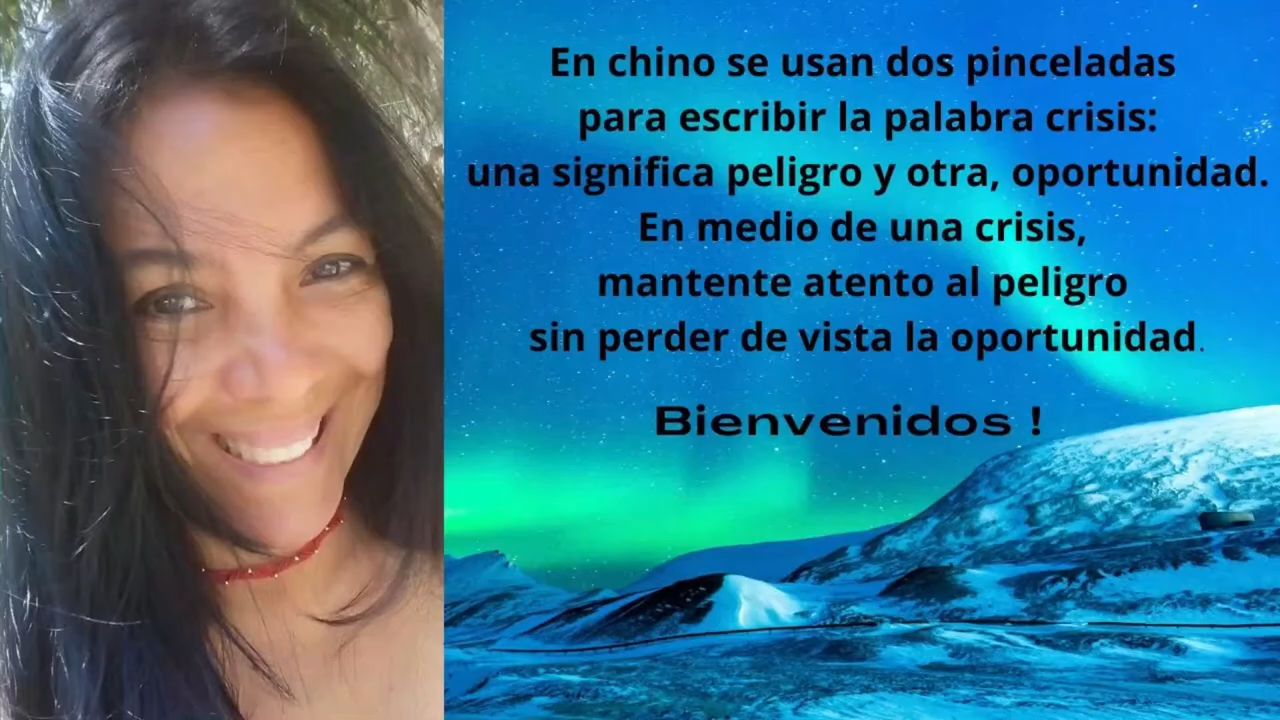 En chino se usan dos pinceladas
para escribir la palabra crisis:
una significa peligro y otra, oportunidad.
En medio de una crisis,
mantente atento al peligro
sin perder de vista la oportunidad.
Bienvenidos !